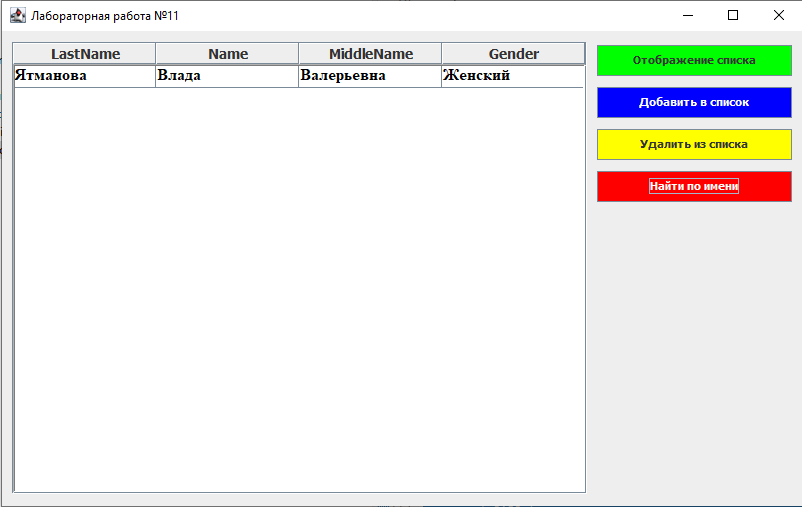 Лабораторная работа №11
LastName Name MiddleName Gender
Ятманова Влада Валерьевна Женский
Отображение списка
Добавить в список
Удалить из списка
Найти по имени